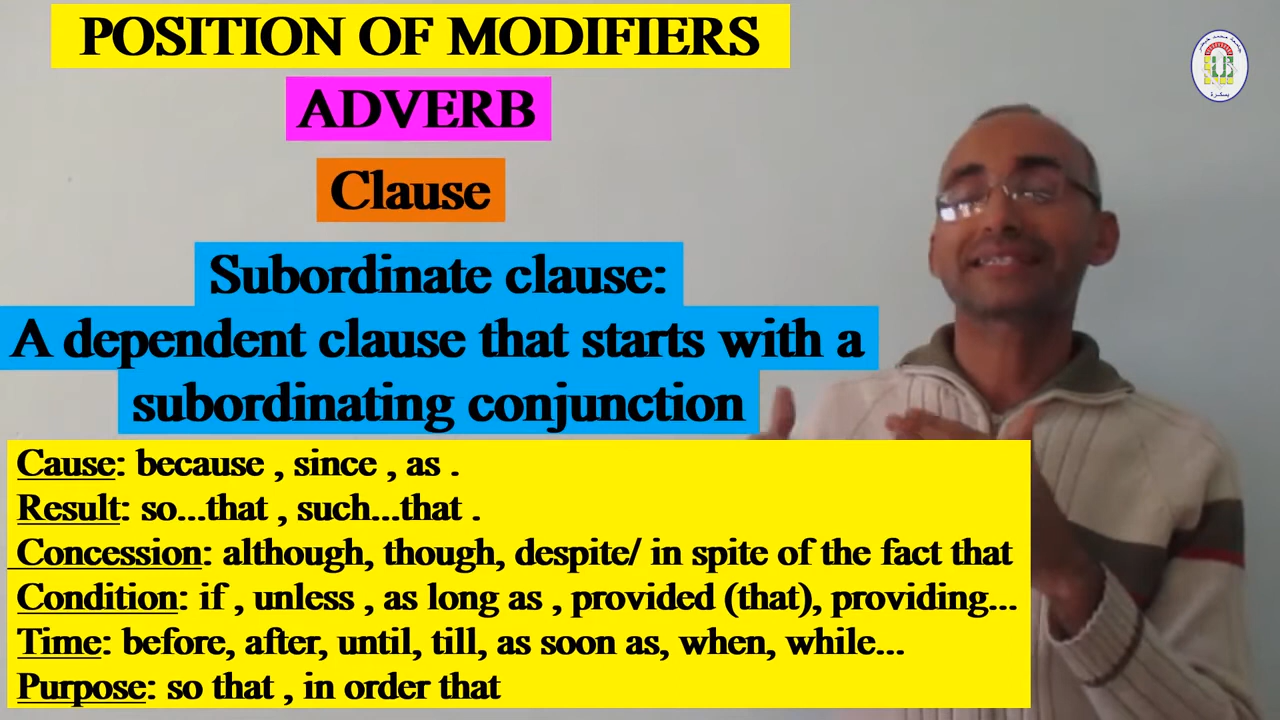 POSITION OF MODIFIERS
ADVERB
Clause
Subordinate clause:
A dependent clause that starts with a
subordinating conjunction
Cause: because , since , as .
Result: so...that , such...that .
Concession: although, though, despite/ in spite of the fact that
Condition: if , unless , as long as , provided (that), providing...
Time: before, after, until, till, as soon as, when, while...
Purpose: so that , in order that